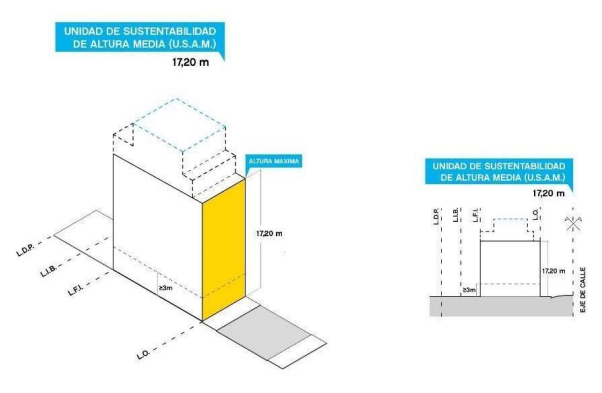 UNIDAD DE SUSTENTABILIDAD
DE ALTURA MEDIA (U.S.A.M.)
17,20 m
ALTURA MAXIMA
17,20 m
≥3m
L.D.P.
L.I.B.
L.F.I.
L.O.
UNIDAD DE SUSTENTABILIDAD
DE ALTURA MEDIA (U.S.A.M.)
17,20 m
L.D.P.
L.I.B.
L.F.I.
L.O.
17,20 m
≥3m
EJE DE CALLE